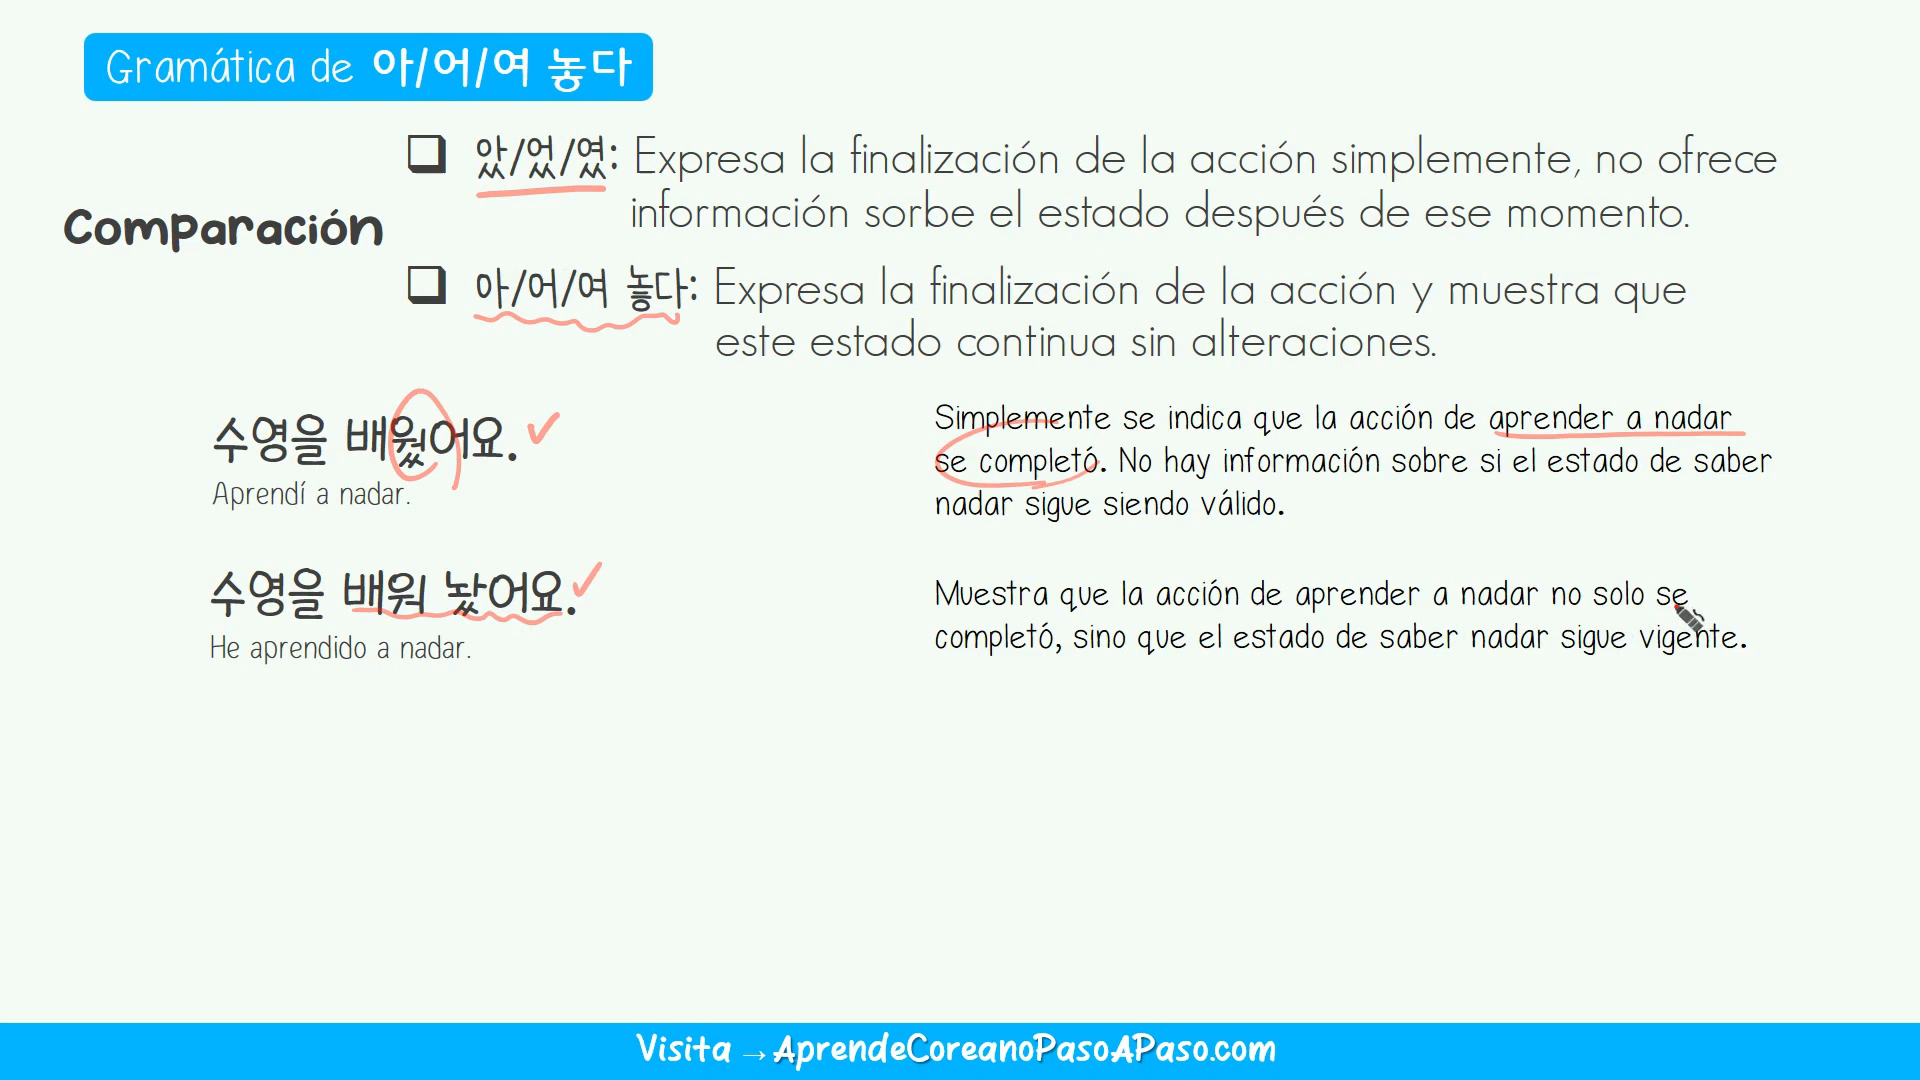 Gramática de 아/어/여 놓다
Comparación
❑ 았/었/였: Expresa la finalización de la acción simplemente, no ofrece
información sorbe el estado después de ese momento.
❑ 아/어/여 놓다: Expresa la finalización de la acción y muestra que
este estado continua sin alteraciones.
수영을 배웠어요.
Aprendí a nadar.
Simplemente se indica que la acción de aprender a nadar
se completó. No hay información sobre si el estado de saber
nadar sigue siendo válido.
수영을 배워 놨어요.
He aprendido a nadar.
Muestra que la acción de aprender a nadar no solo se
completó, sino que el estado de saber nadar sigue vigente.
Visita → AprendeCoreanoPasoAPaso.com